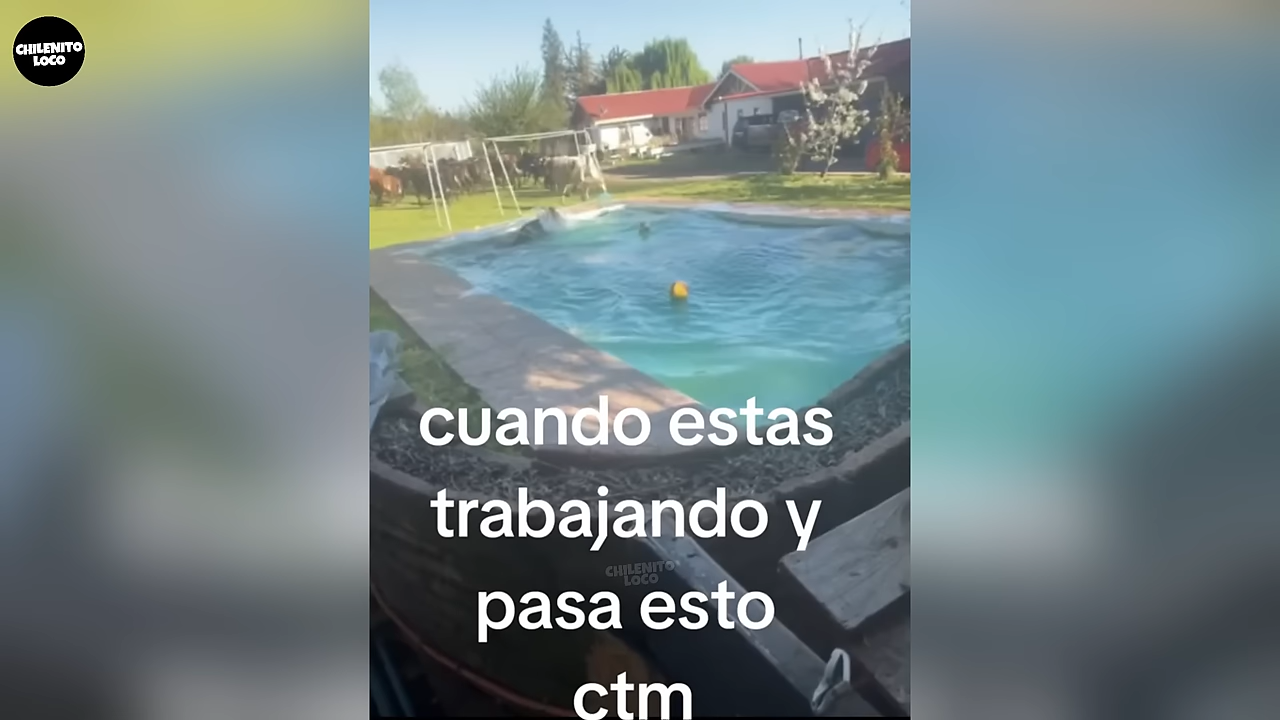 CHILENITO
LOCO
cuando estas
trabajando y
CHILENITO
LOCO
pasa esto
ctm